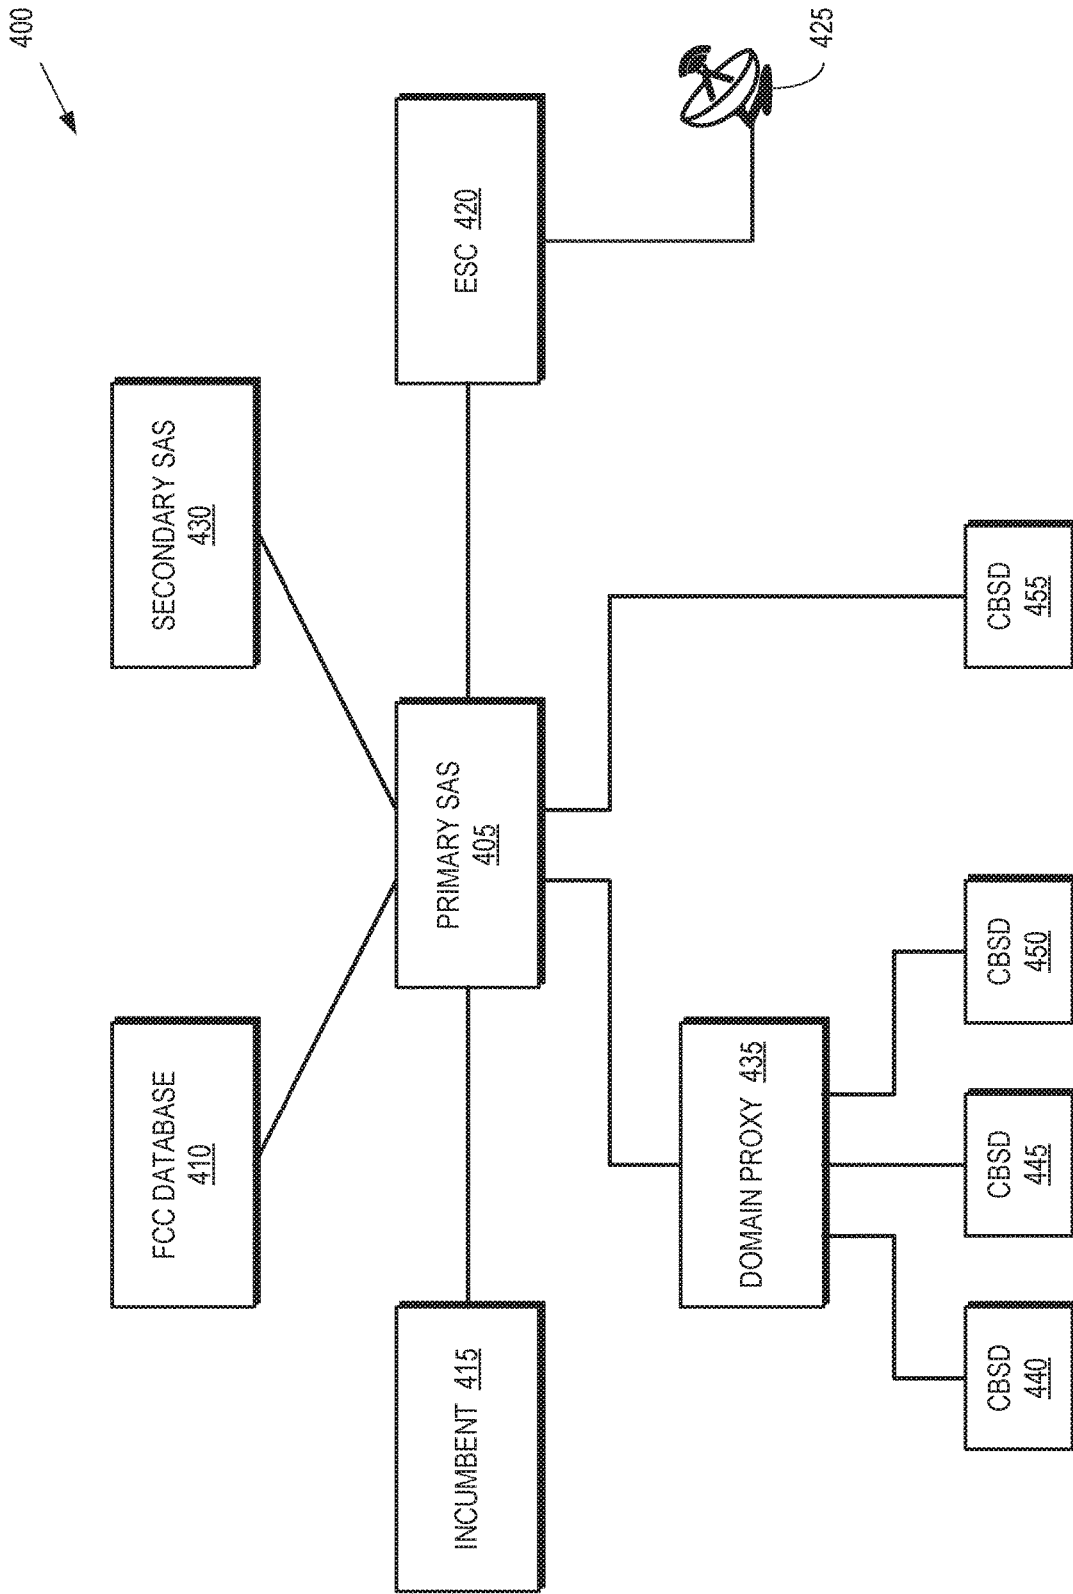 400
FCC DATABASE
410
SECONDARY SAS
430
INCUMBENT 415
PRIMARY SAS
405
ESC 420
DOMAIN PROXY 435
425
CBSD
440
CBSD
445
CBSD
450
CBSD
455